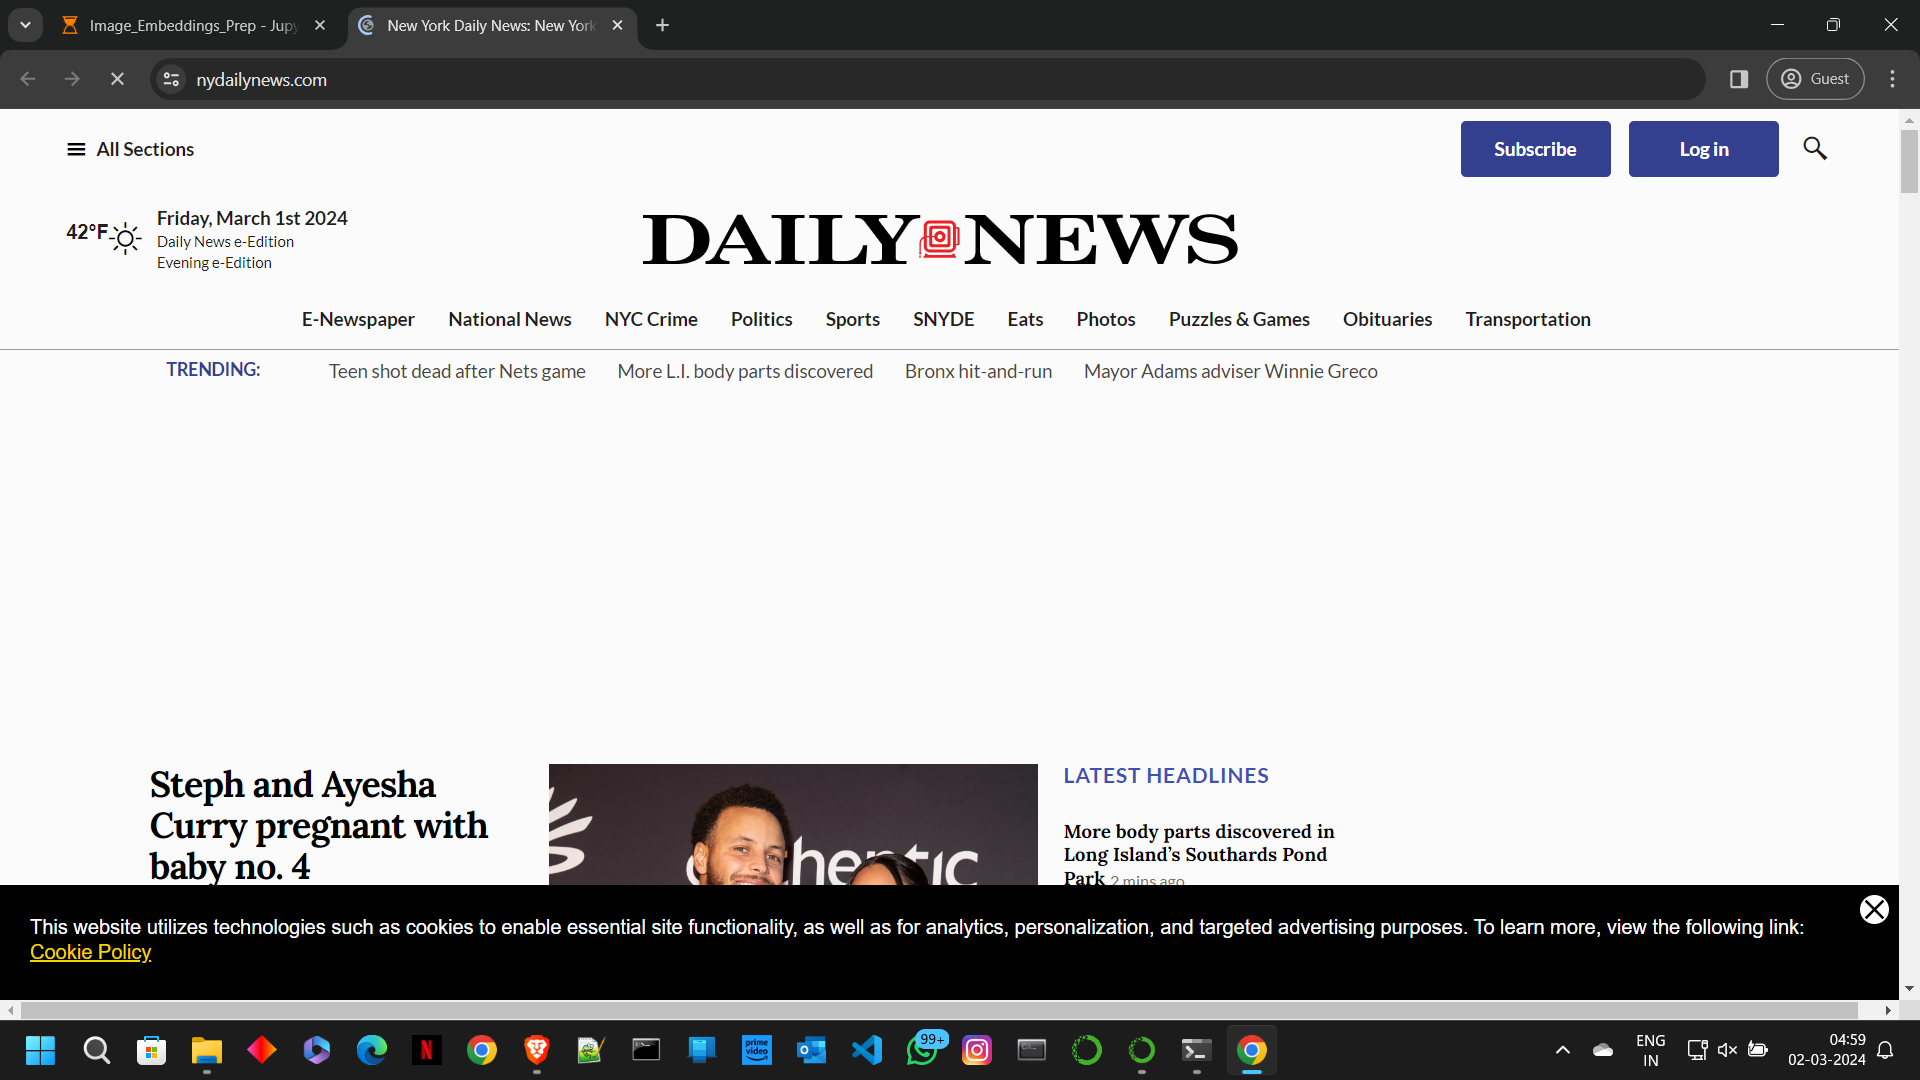 Image_Embeddings_Prep - Jupy
New York Daily News: New York
nydailynews.com
Guest
All Sections
Subscribe
Log in
42°F
Friday, March 1st 2024
Daily News e-Edition
Evening e-Edition
DAILY NEWS
E-Newspaper National News NYC Crime Politics Sports SNYDE Eats Photos Puzzles & Games Obituaries Transportation
TRENDING: Teen shot dead after Nets game More L.I. body parts discovered Bronx hit-and-run Mayor Adams adviser Winnie Greco
Steph and Ayesha
Curry pregnant with
baby no. 4
LATEST HEADLINES
More body parts discovered in
Long Island’s Southards Pond
Park 2 mins ago
This website utilizes technologies such as cookies to enable essential site functionality, as well as for analytics, personalization, and targeted advertising purposes. To learn more, view the following link:
Cookie Policy
prime
video
99+
ENG
IN
04:59
02-03-2024